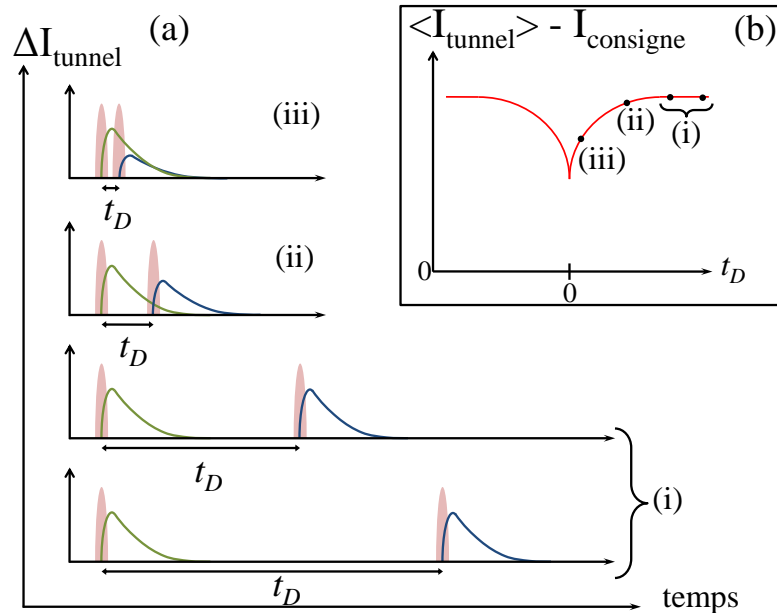 ΔI_tunnel
(a)
(iii)
t_D
(ii)
t_D
t_D
(i)
t_D
temps
<I_tunnel> - I_consigne
(b)
(ii)
(i)
(iii)
0
t_D
0